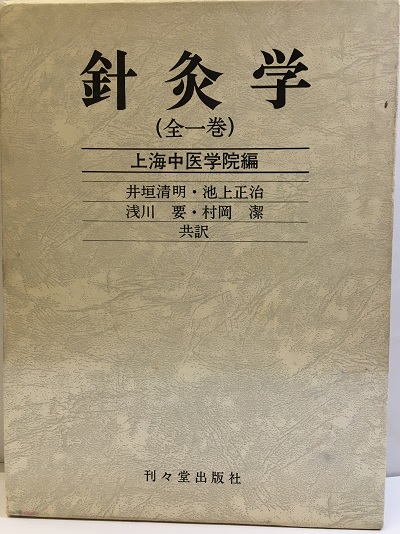 針灸学
(全一巻)
上海中医学院編
井垣清明・池上正治
浅川 要・村岡 潔
共訳
刊々堂出版社